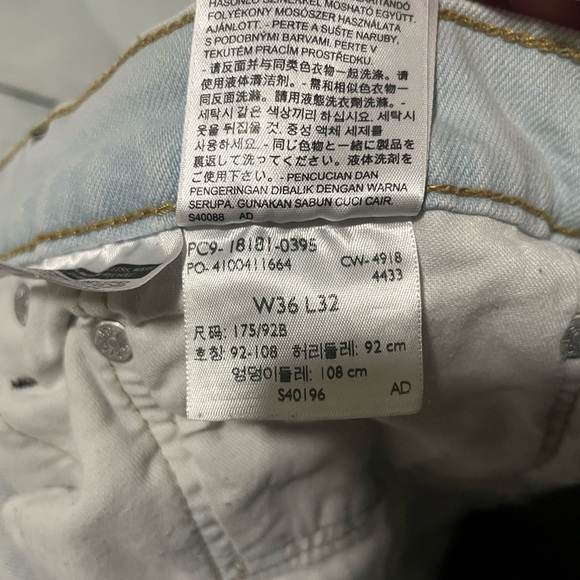 HASONLÓ SZÍNEKKEL MOSHATÓ EGYÜTT.
FOLYÉKONY MOSÓSZER HASZNÁLATA
AJÁNLOTT. - PERTE A SUŠTE NARUBY,
S PODOBNÝMI BARVAMI. PERTE V
TEKUTÉM PRACÍM PROSTŘEDKU.
- 请反面并与同类色衣物一起洗涤。请
使用液体清洁剂。- 需和相似色衣物一
同反面洗滌。請用液態洗衣劑洗滌。-
세탁시 같은 색상끼리 하십시요. 세탁시
옷을 뒤집을 것. 중성 액체 세제를
사용하세요. - 同じ色物と一緒に製品を
裏返して洗ってください。液体洗剤を
ご使用下さい。- PENCUCIAN DAN
PENGERINGAN DIBALIK DENGAN WARNA
SERUPA. GUNAKAN SABUN CUCI CAIR.
S40088 AD
PC9-18181-0395
PO-4100411664 CW-4918
4433
W36 L32
尺码: 175/92B
호칭: 92-108 허리둘레: 92 cm
엉덩이둘레: 108 cm
S40196 AD